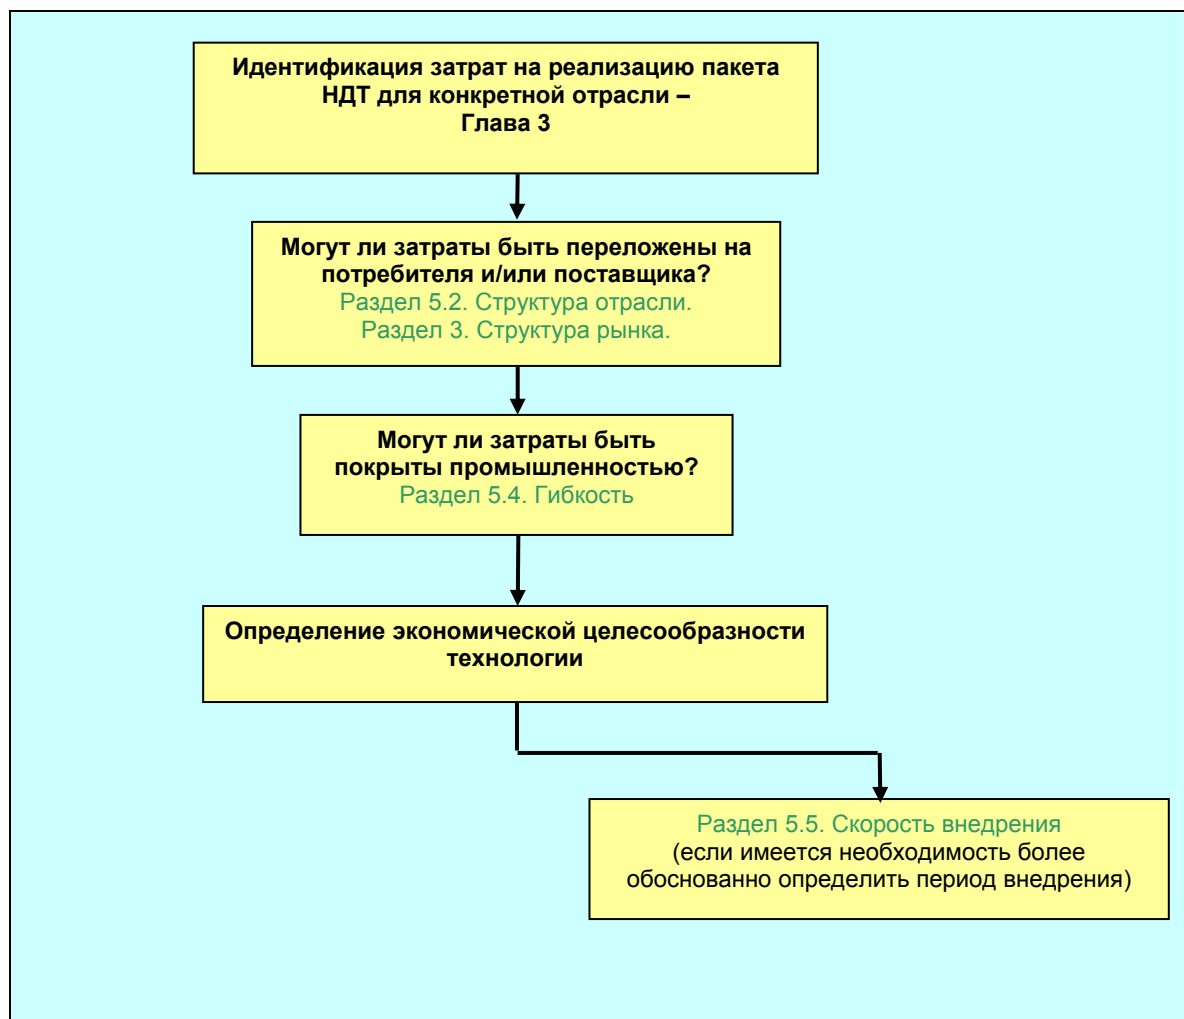 Идентификация затрат на реализацию пакета
НДТ для конкретной отрасли –
Глава 3
Могут ли затраты быть переложены на
потребителя и/или поставщика?
Раздел 5.2. Структура отрасли.
Раздел 3. Структура рынка.
Могут ли затраты быть
покрыты промышленностью?
Раздел 5.4. Гибкость
Определение экономической целесообразности
технологии
Раздел 5.5. Скорость внедрения
(если имеется необходимость более
обоснованно определить период внедрения)